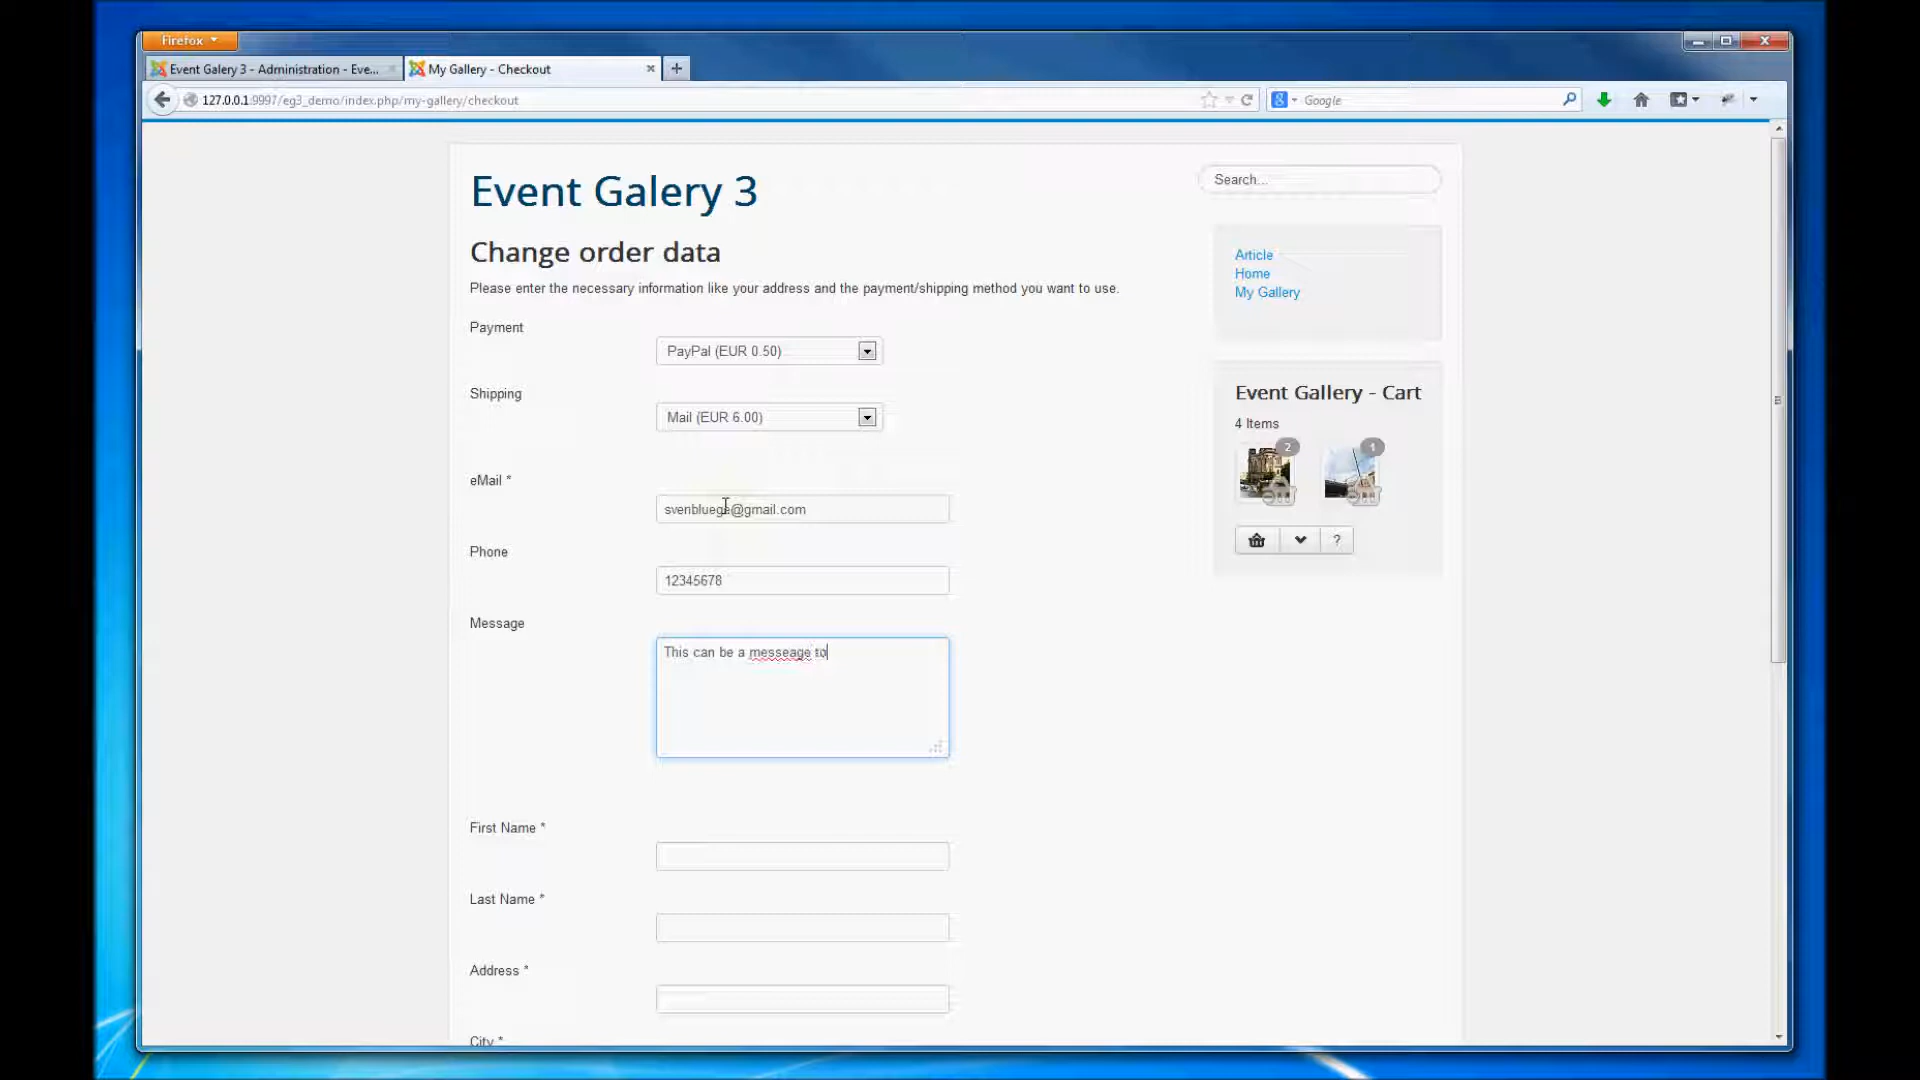 Firefox
Event Galery 3 - Administration - Eve...
My Gallery - Checkout
127.0.0.1:9997/eg3_demo/index.php/my-gallery/checkout
Google
Event Galery 3
Search...
Change order data
Please enter the necessary information like your address and the payment/shipping method you want to use.
Article
Home
My Gallery
Payment
PayPal (EUR 0.50)
Shipping
Mail (EUR 6.00)
Event Gallery - Cart
4 Items
2
1
?
eMail *
svenbluege@gmail.com
Phone
12345678
Message
This can be a messeage to
First Name *
Last Name *
Address *
City *